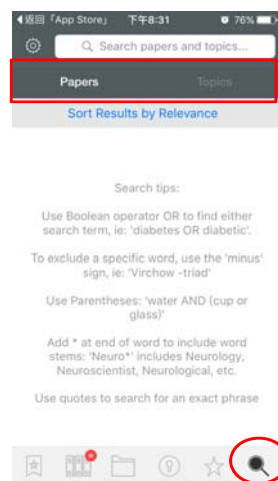 返回「App Store」 下午8:31 76%
Search papers and topics...
Papers Topics
Sort Results by Relevance
Search tips:
Use Boolean operator OR to find either
search term, ie: 'diabetes OR diabetic'.
To exclude a specific word, use the 'minus'
sign, ie: 'Virchow -triad'
Use Parentheses: 'water AND (cup or
glass)'
Add * at end of word to include word
stems: 'Neuro*' includes Neurology,
Neuroscientist, Neurological, etc.
Use quotes to search for an exact phrase